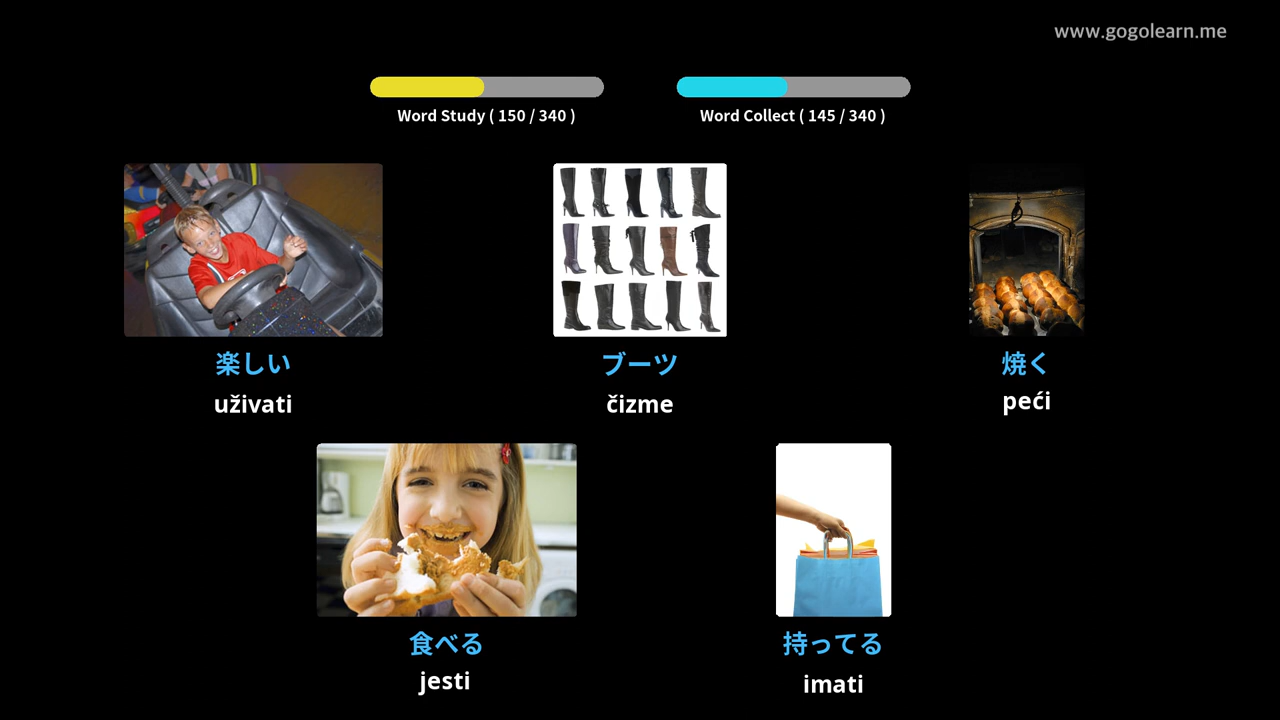 www.gogolearn.me
Word Study ( 150 / 340 )
Word Collect ( 145 / 340 )
楽しい
uživati
ブーツ
čizme
焼く
peći
食べる
jesti
持ってる
imati